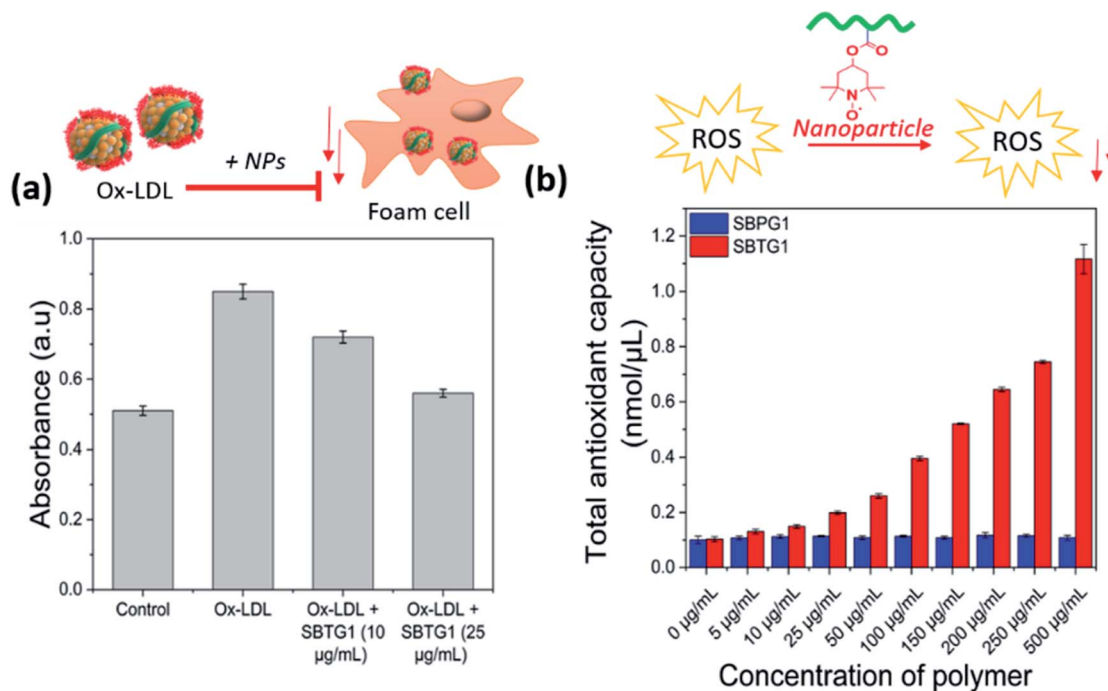 (a)
Ox-LDL
+ NPs
Foam cell
Absorbance (a.u)
1.0
0.8
0.6
0.4
0.2
0.0
Control
Ox-LDL
Ox-LDL +
SBTG1 (10
µg/mL)
Ox-LDL +
SBTG1 (25
µg/mL)
(b)
O
O
N
O·
ROS
Nanoparticle
ROS
SBPG1
SBTG1
Total antioxidant capacity
(nmol/µL)
1.2
1.0
0.8
0.6
0.4
0.2
0.0
0 µg/mL
5 µg/mL
10 µg/mL
25 µg/mL
50 µg/mL
100 µg/mL
150 µg/mL
200 µg/mL
250 µg/mL
500 µg/mL
Concentration of polymer